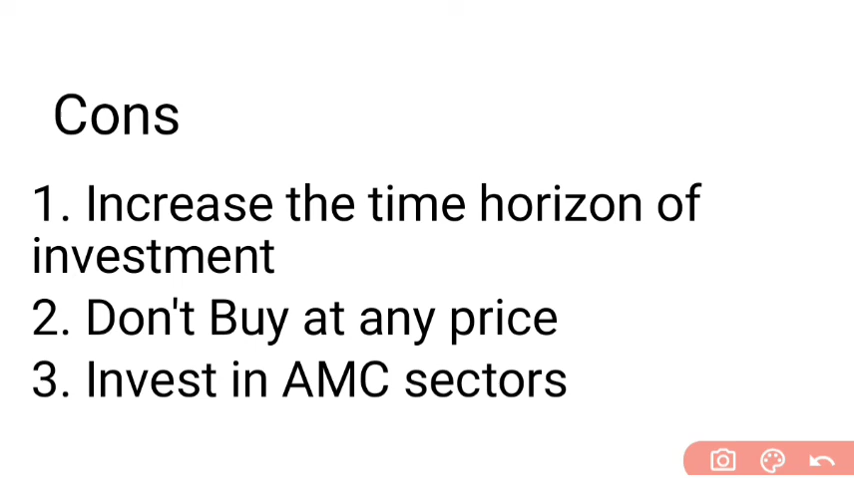 Cons
1. Increase the time horizon of
investment
2. Don't Buy at any price
3. Invest in AMC sectors